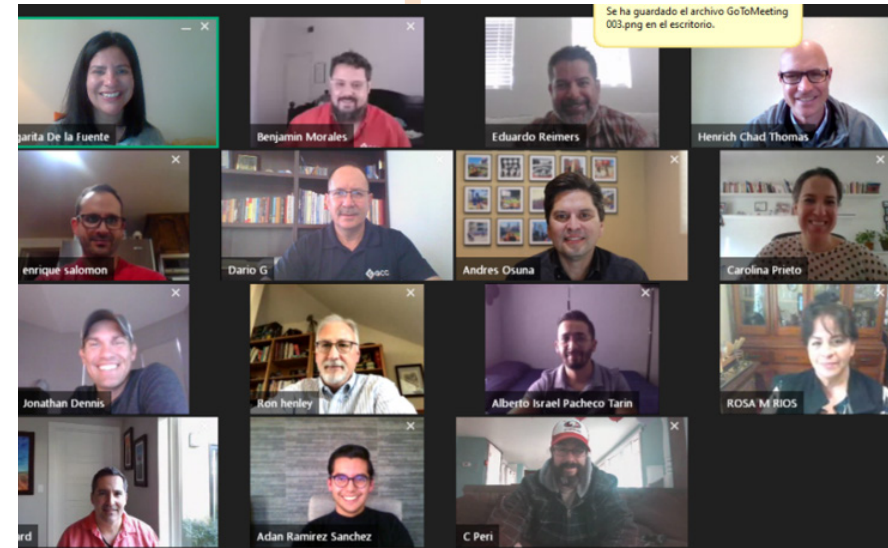 Se ha guardado el archivo GoToMeeting
003.png en el escritorio.
garita De la Fuente
Benjamin Morales
Eduardo Reimers
Henrich Chad Thomas
enrique salomon
Dario G
GCC
Andres Osuna
Carolina Prieto
Jonathan Dennis
Ron henley
Alberto Israel Pacheco Tarin
ROSA M RIOS
ard
Adan Ramirez Sanchez
C Peri